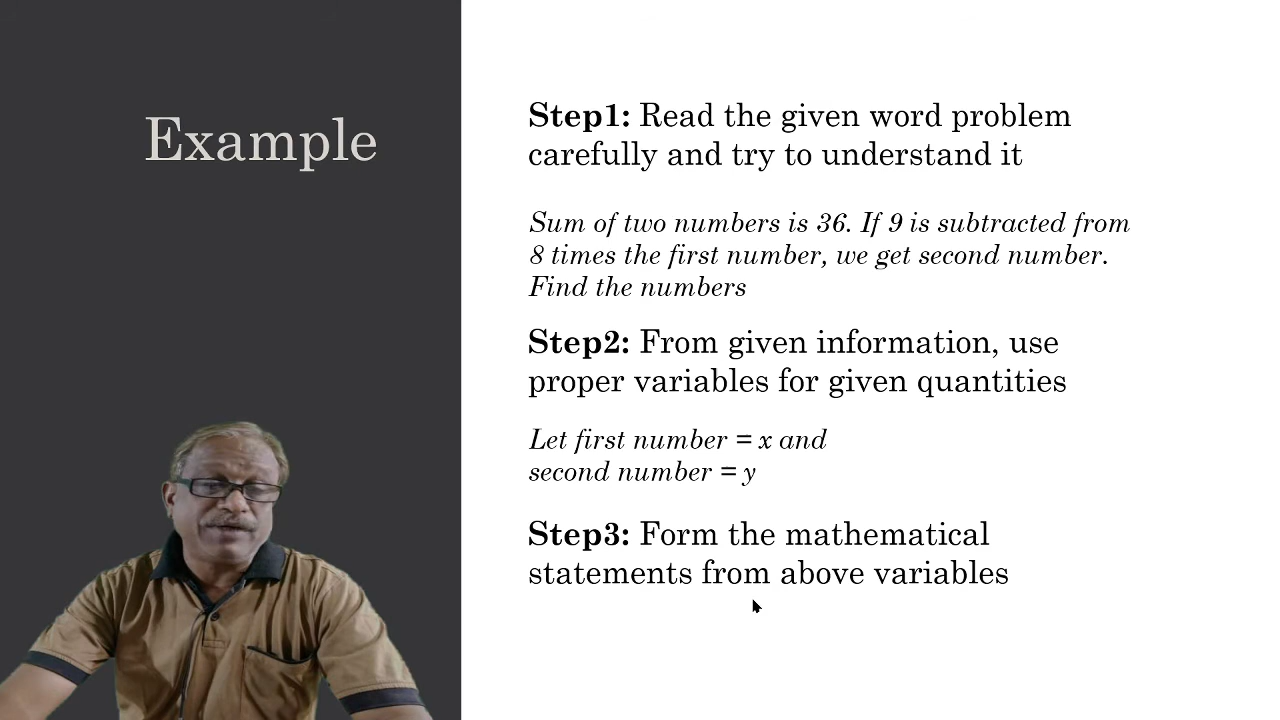 Example
Step1: Read the given word problem
carefully and try to understand it
Sum of two numbers is 36. If 9 is subtracted from
8 times the first number, we get second number.
Find the numbers
Step2: From given information, use
proper variables for given quantities
Let first number = x and
second number = y
Step3: Form the mathematical
statements from above variables